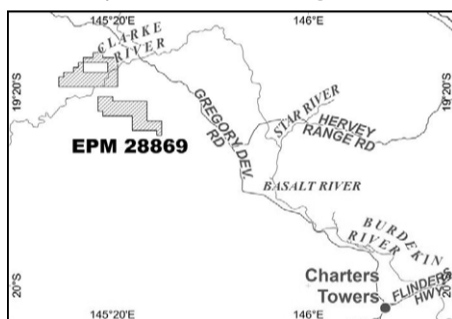 145°20'E
146°E
CLARKE
RIVER
19°20'S
19°20'S
GREGORY DEV.
RD
STAR RIVER
HERVEY
RANGE RD
EPM 28869
BASALT RIVER
BURDEKIN
RIVER
Charters
Towers
FLINDERS
HWY
20°S
20°S
145°20'E
146°E